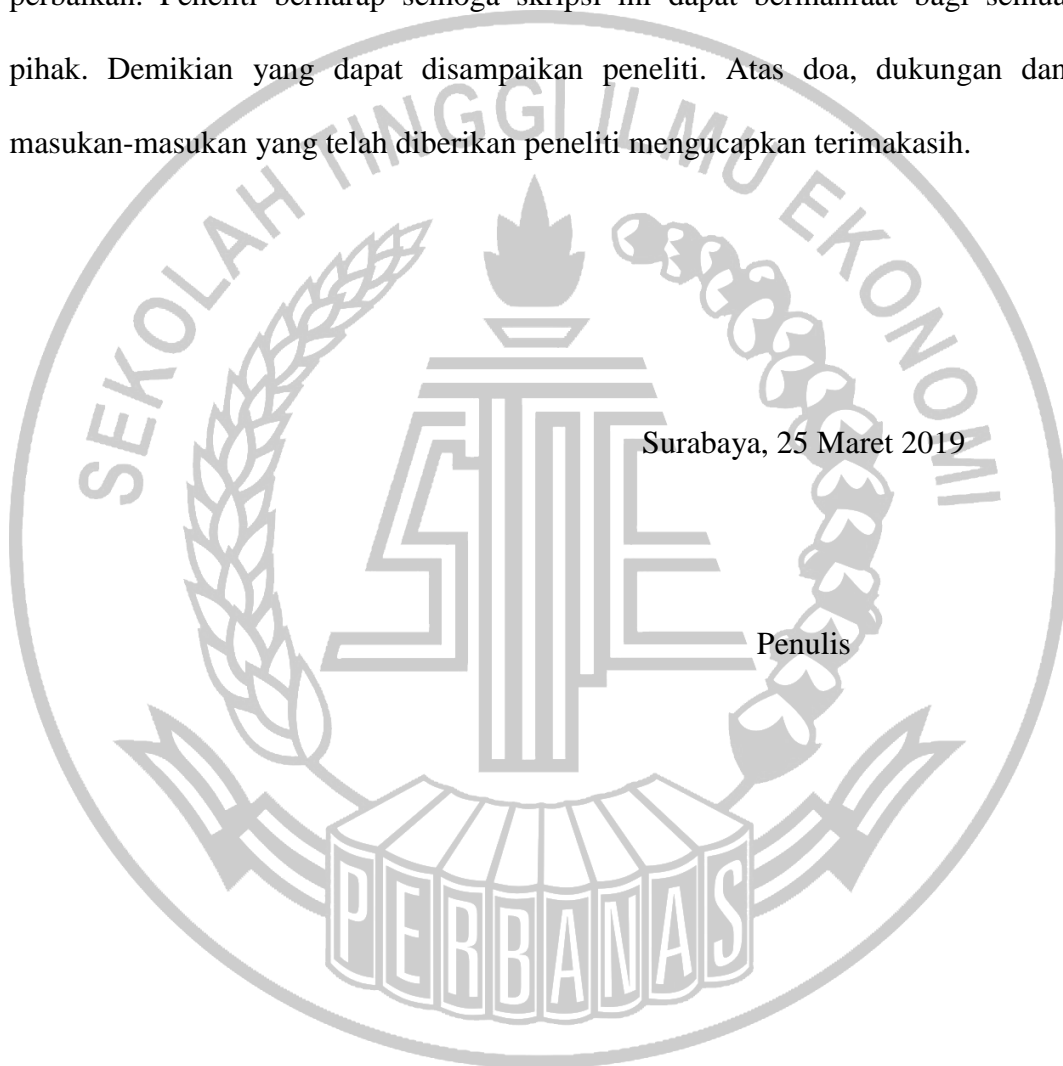 perbaikan. Peneliti berharap semoga skripsi ini dapat bermanfaat bagi semua
pihak. Demikian yang dapat disampaikan peneliti. Atas doa, dukungan dan
masukan-masukan yang telah diberikan peneliti mengucapkan terimakasih.
SEKOLAH TINGGI ILMU EKONOMI
Surabaya, 25 Maret 2019
STIE
Penulis
PERBANAS